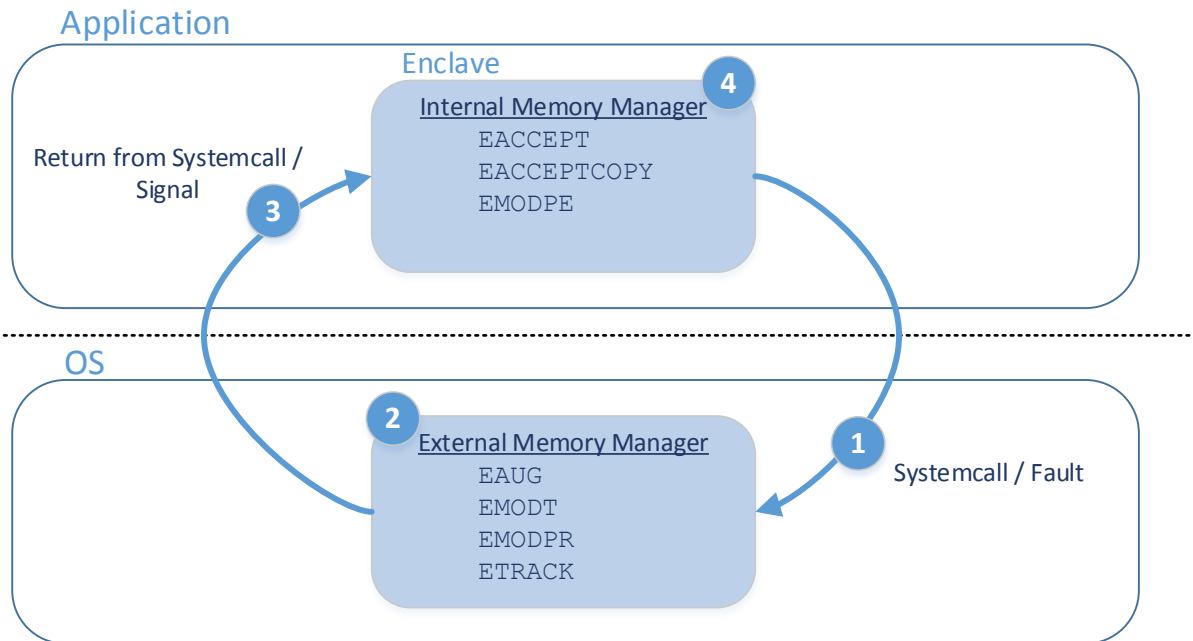 Application
Enclave
4
Internal Memory Manager
EACCEPT
EACCEPTCOPY
EMODPE
Return from Systemcall /
Signal
3
OS
2
External Memory Manager
EAUG
EMODT
EMODPR
ETRACK
1
Systemcall / Fault